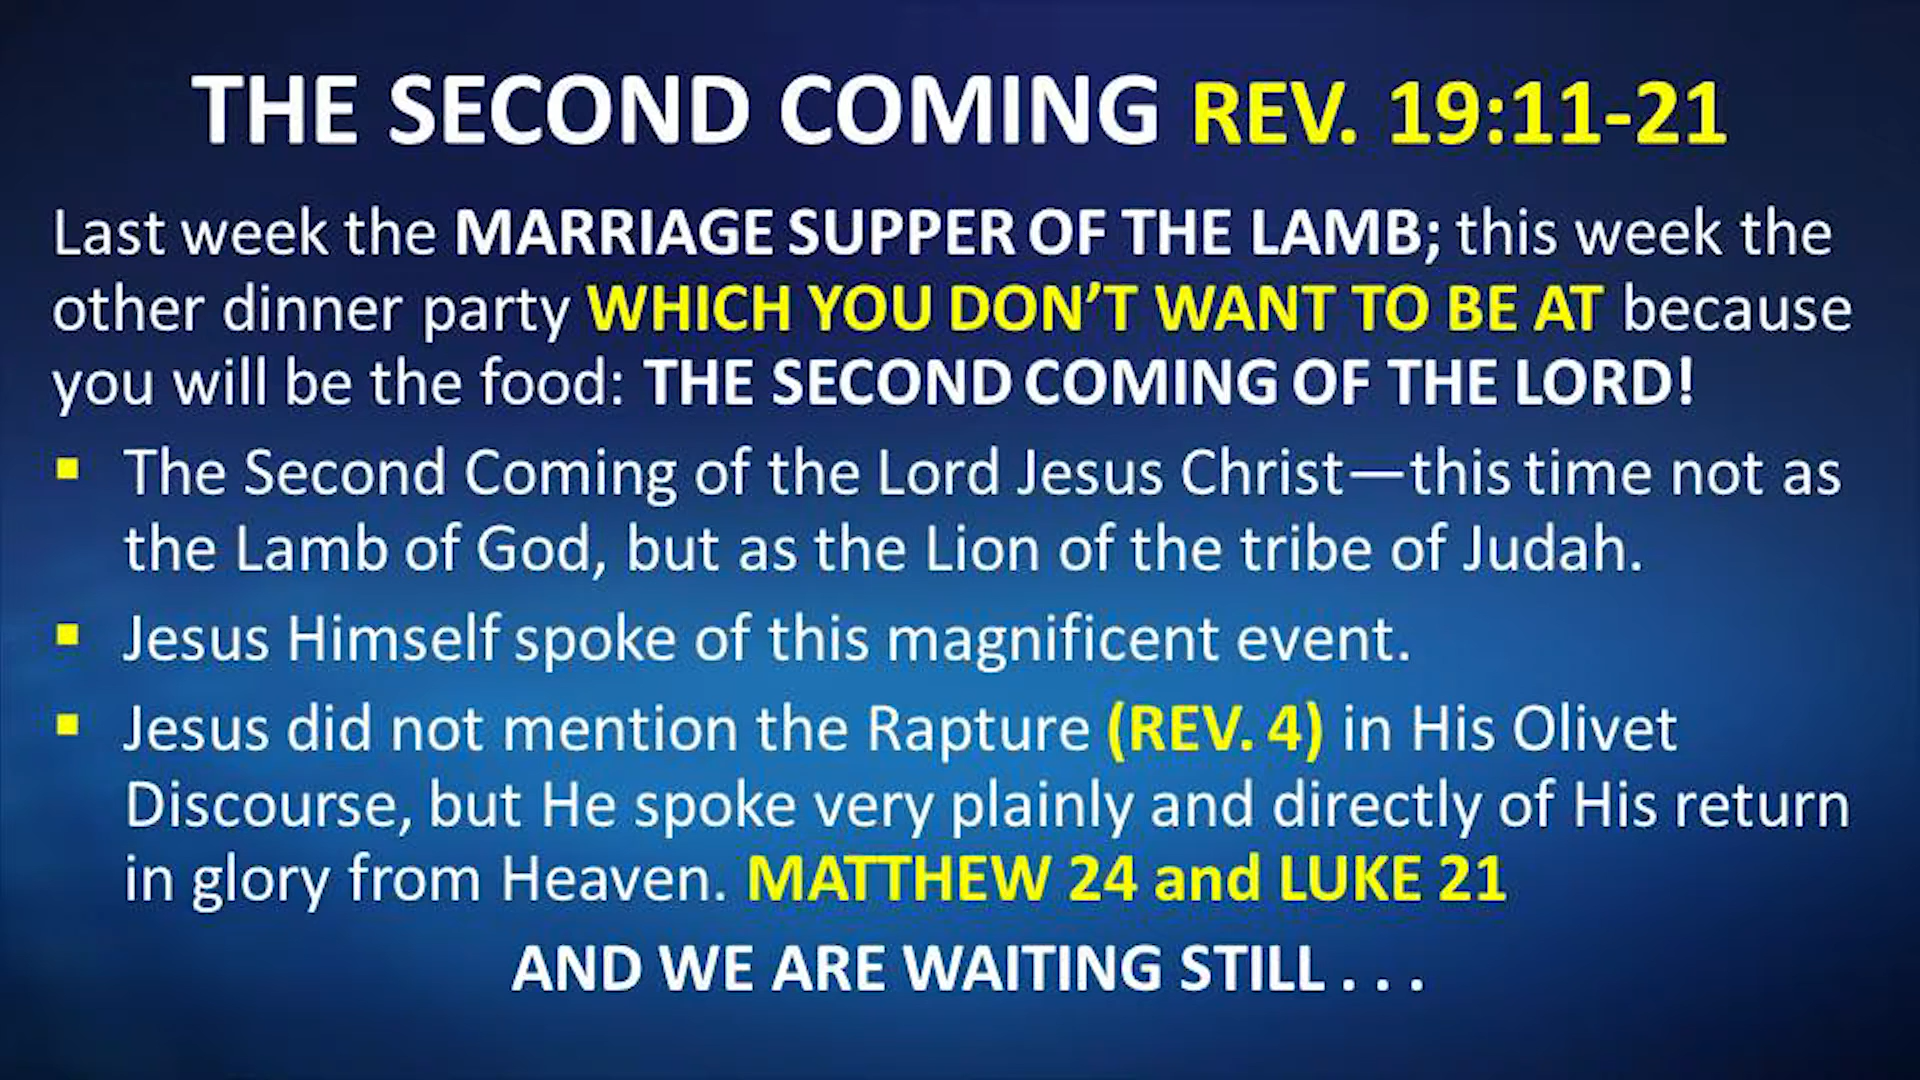 THE SECOND COMING REV. 19:11-21
Last week the MARRIAGE SUPPER OF THE LAMB; this week the
other dinner party WHICH YOU DON’T WANT TO BE AT because
you will be the food: THE SECOND COMING OF THE LORD!
▪ The Second Coming of the Lord Jesus Christ—this time not as
the Lamb of God, but as the Lion of the tribe of Judah.
▪ Jesus Himself spoke of this magnificent event.
▪ Jesus did not mention the Rapture (REV. 4) in His Olivet
Discourse, but He spoke very plainly and directly of His return
in glory from Heaven. MATTHEW 24 and LUKE 21
AND WE ARE WAITING STILL . . .